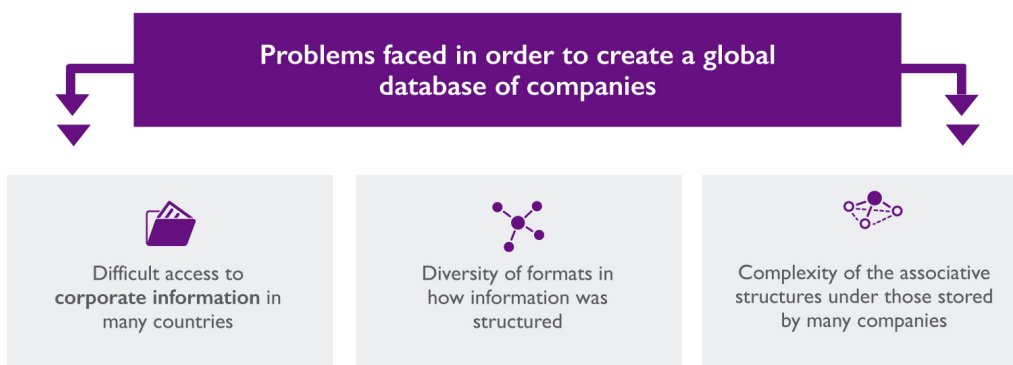 Problems faced in order to create a global
database of companies
Difficult access to
corporate information in
many countries
Diversity of formats in
how information was
structured
Complexity of the associative
structures under those stored
by many companies